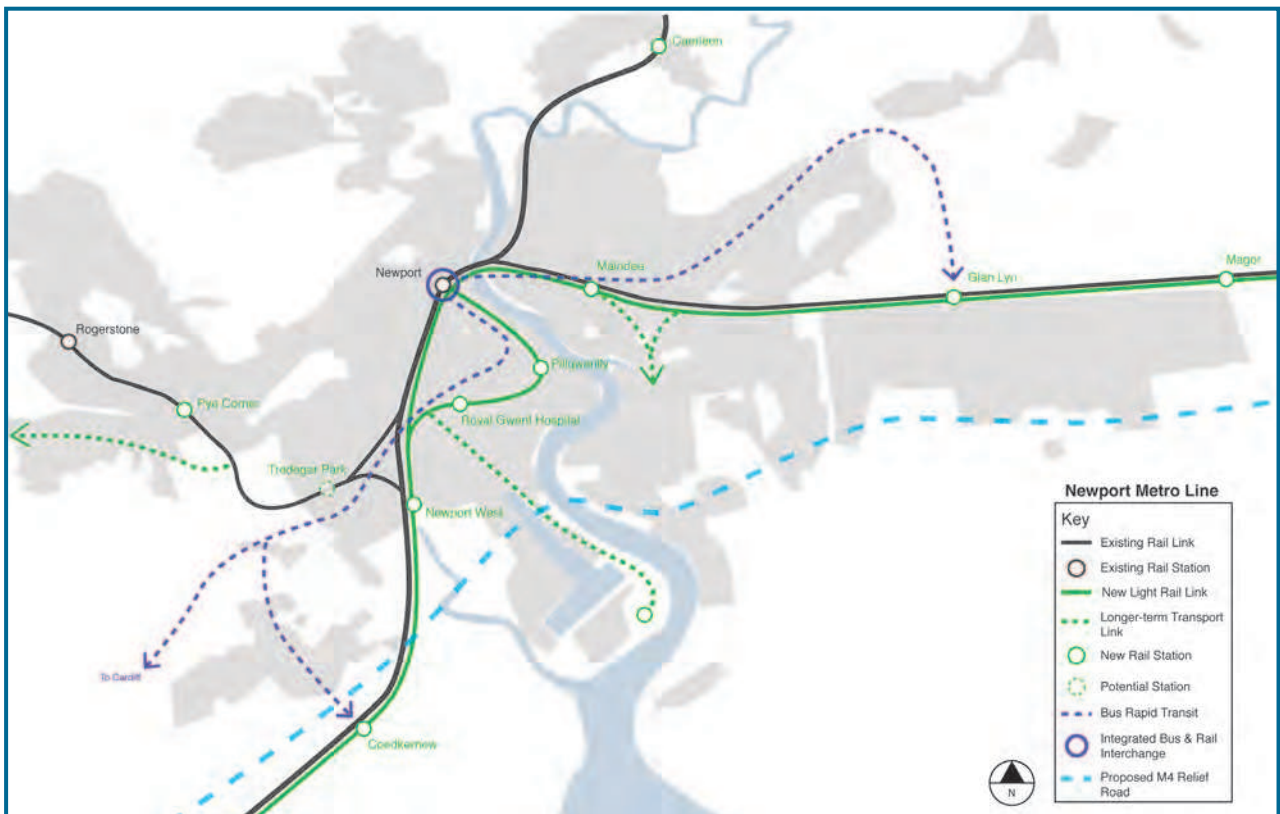 Caerleon
Newport
Maindee
Glan Lyn
Magor
Rogerstone
Pillgwenlly
Pye Corner
Royal Gwent Hospital
Tredegar Park
Newport West
To Cardiff
Coedkernew
Newport Metro Line
Key
Existing Rail Link
Existing Rail Station
New Light Rail Link
Longer-term Transport
Link
New Rail Station
Potential Station
Bus Rapid Transit
Integrated Bus & Rail
Interchange
Proposed M4 Relief
Road
N